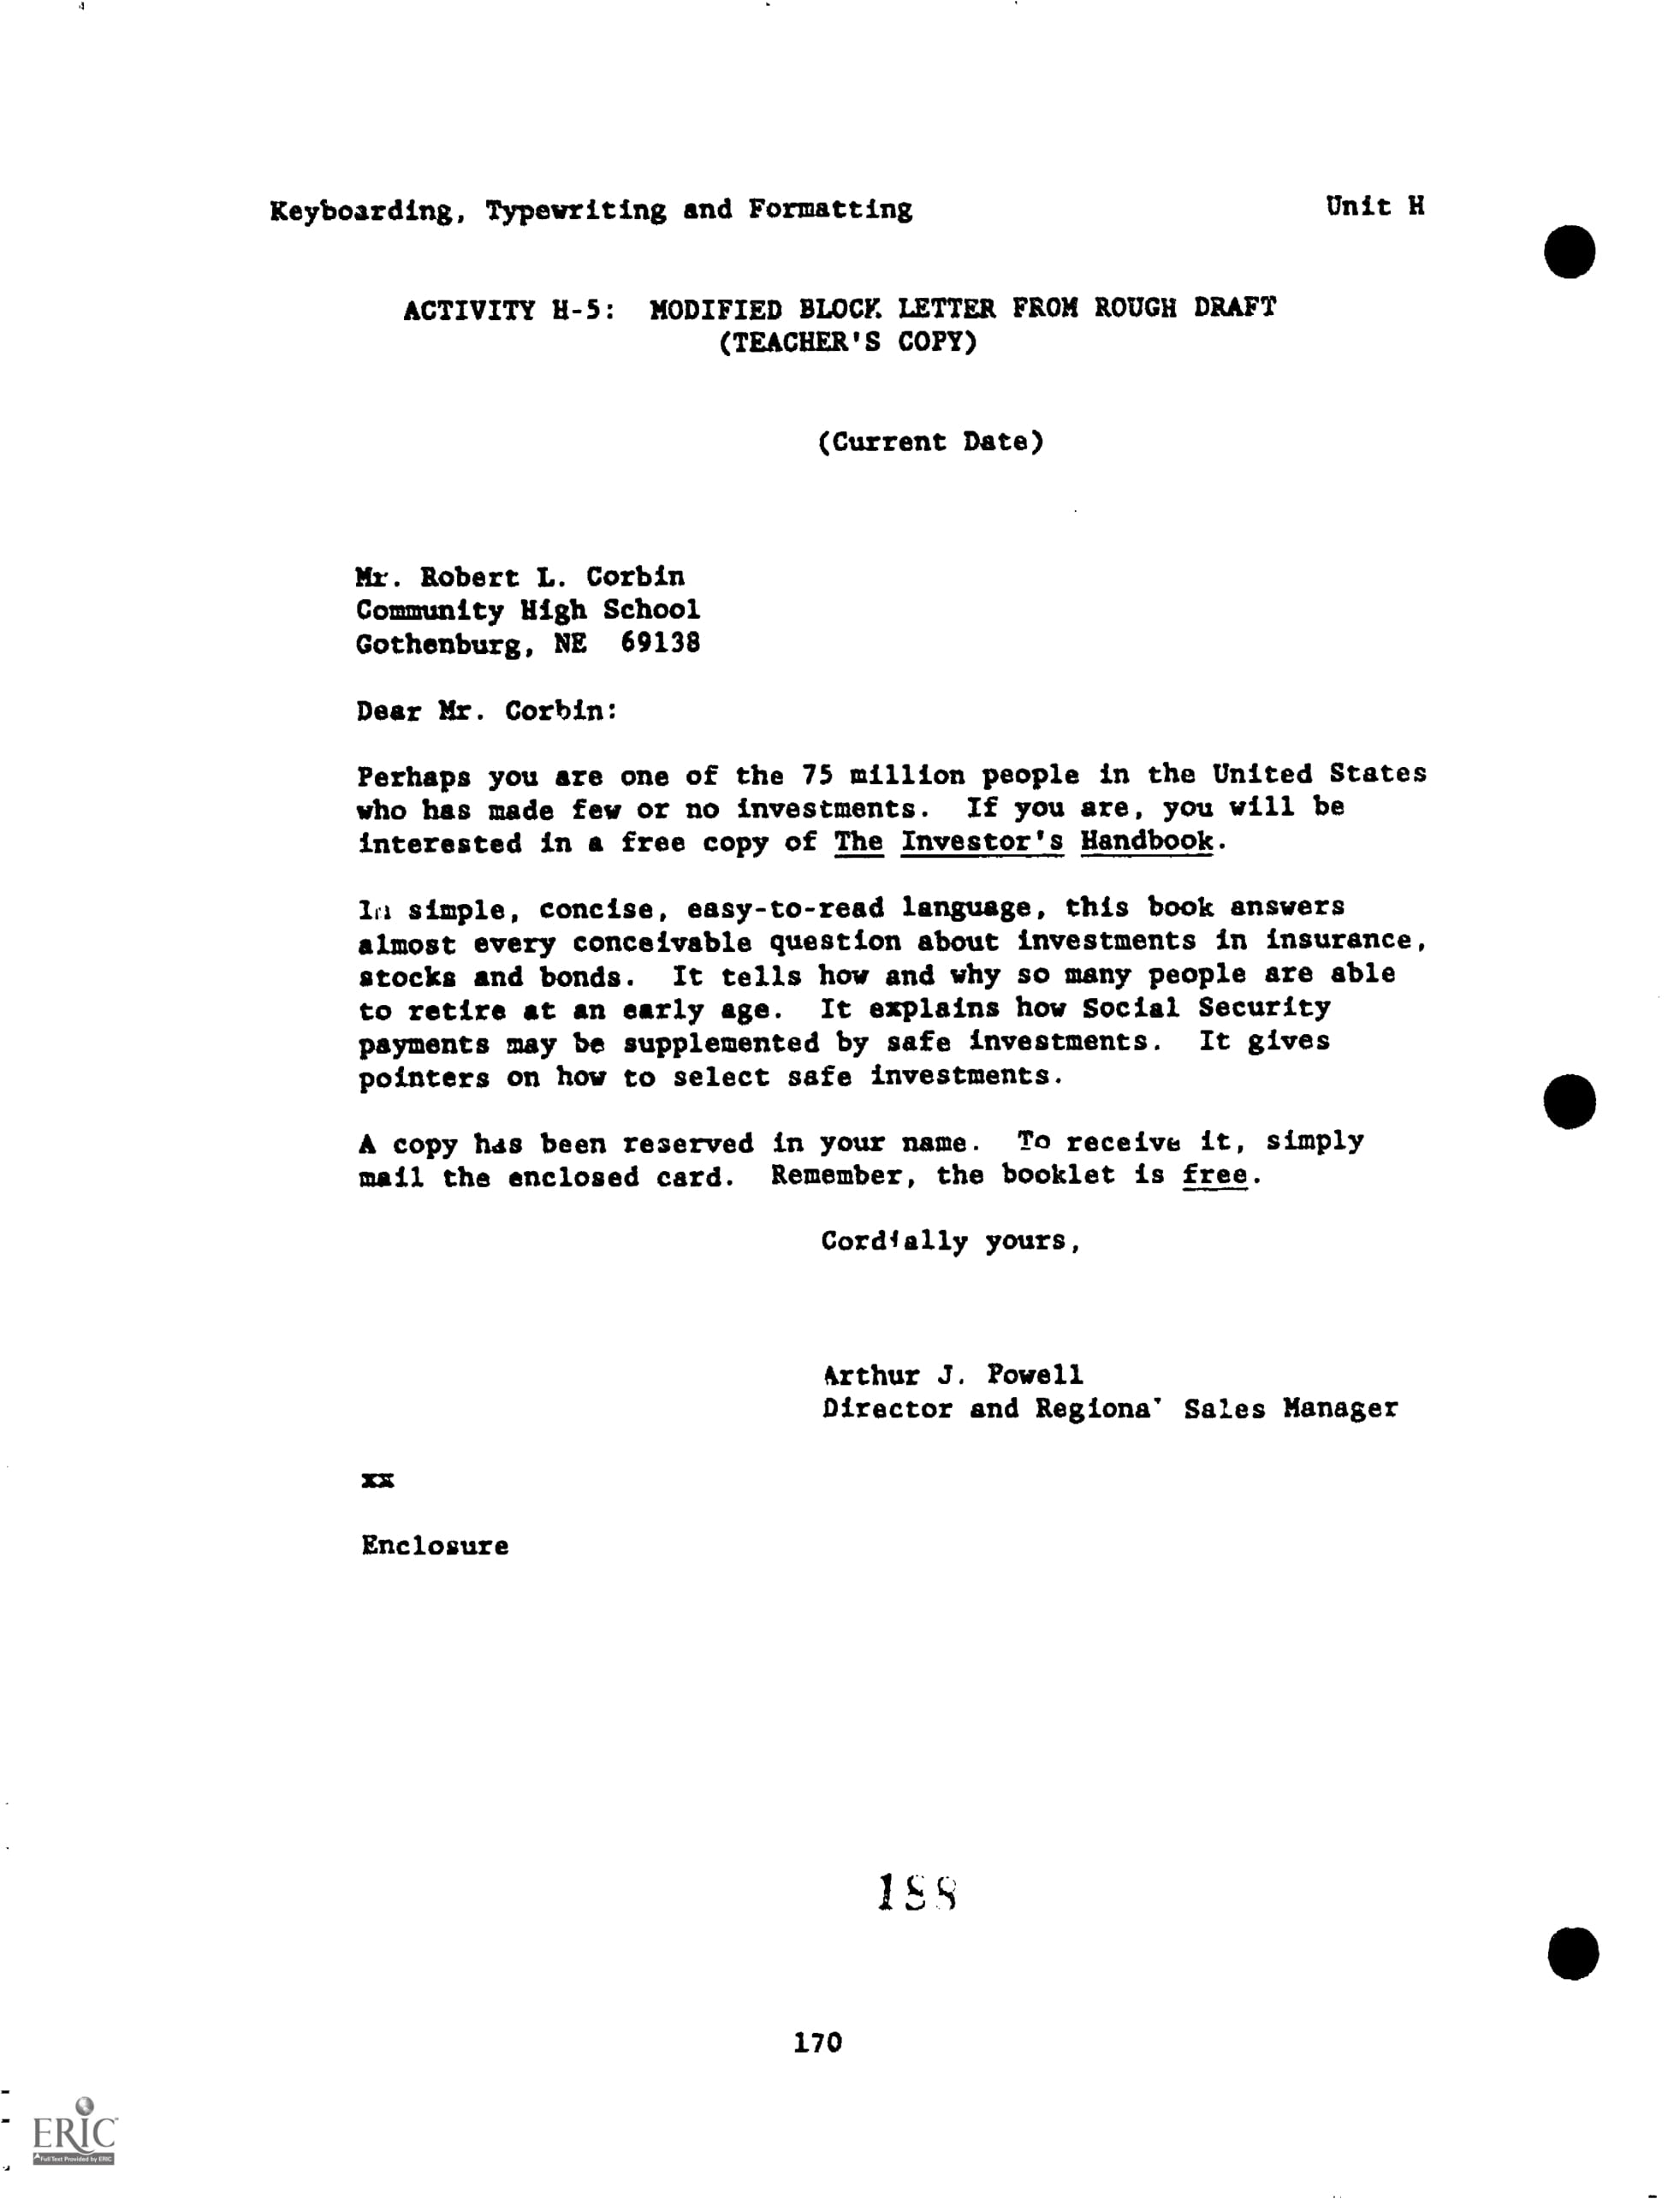 Keyboarding, Typewriting and Formatting Unit H
ACTIVITY H-5: MODIFIED BLOCK LETTER FROM ROUGH DRAFT
(TEACHER'S COPY)
(Current Date)
Mr. Robert L. Corbin
Community High School
Gothenburg, NE 69138
Dear Mr. Corbin:
Perhaps you are one of the 75 million people in the United States
who has made few or no investments. If you are, you will be
interested in a free copy of The Investor's Handbook.
In simple, concise, easy-to-read language, this book answers
almost every conceivable question about investments in insurance,
stocks and bonds. It tells how and why so many people are able
to retire at an early age. It explains how Social Security
payments may be supplemented by safe investments. It gives
pointers on how to select safe investments.
A copy has been reserved in your name. To receive it, simply
mail the enclosed card. Remember, the booklet is free.
Cordially yours,
Arthur J. Powell
Director and Regional Sales Manager
xx
Enclosure
188
170
ERIC
Full Text Provided by ERIC